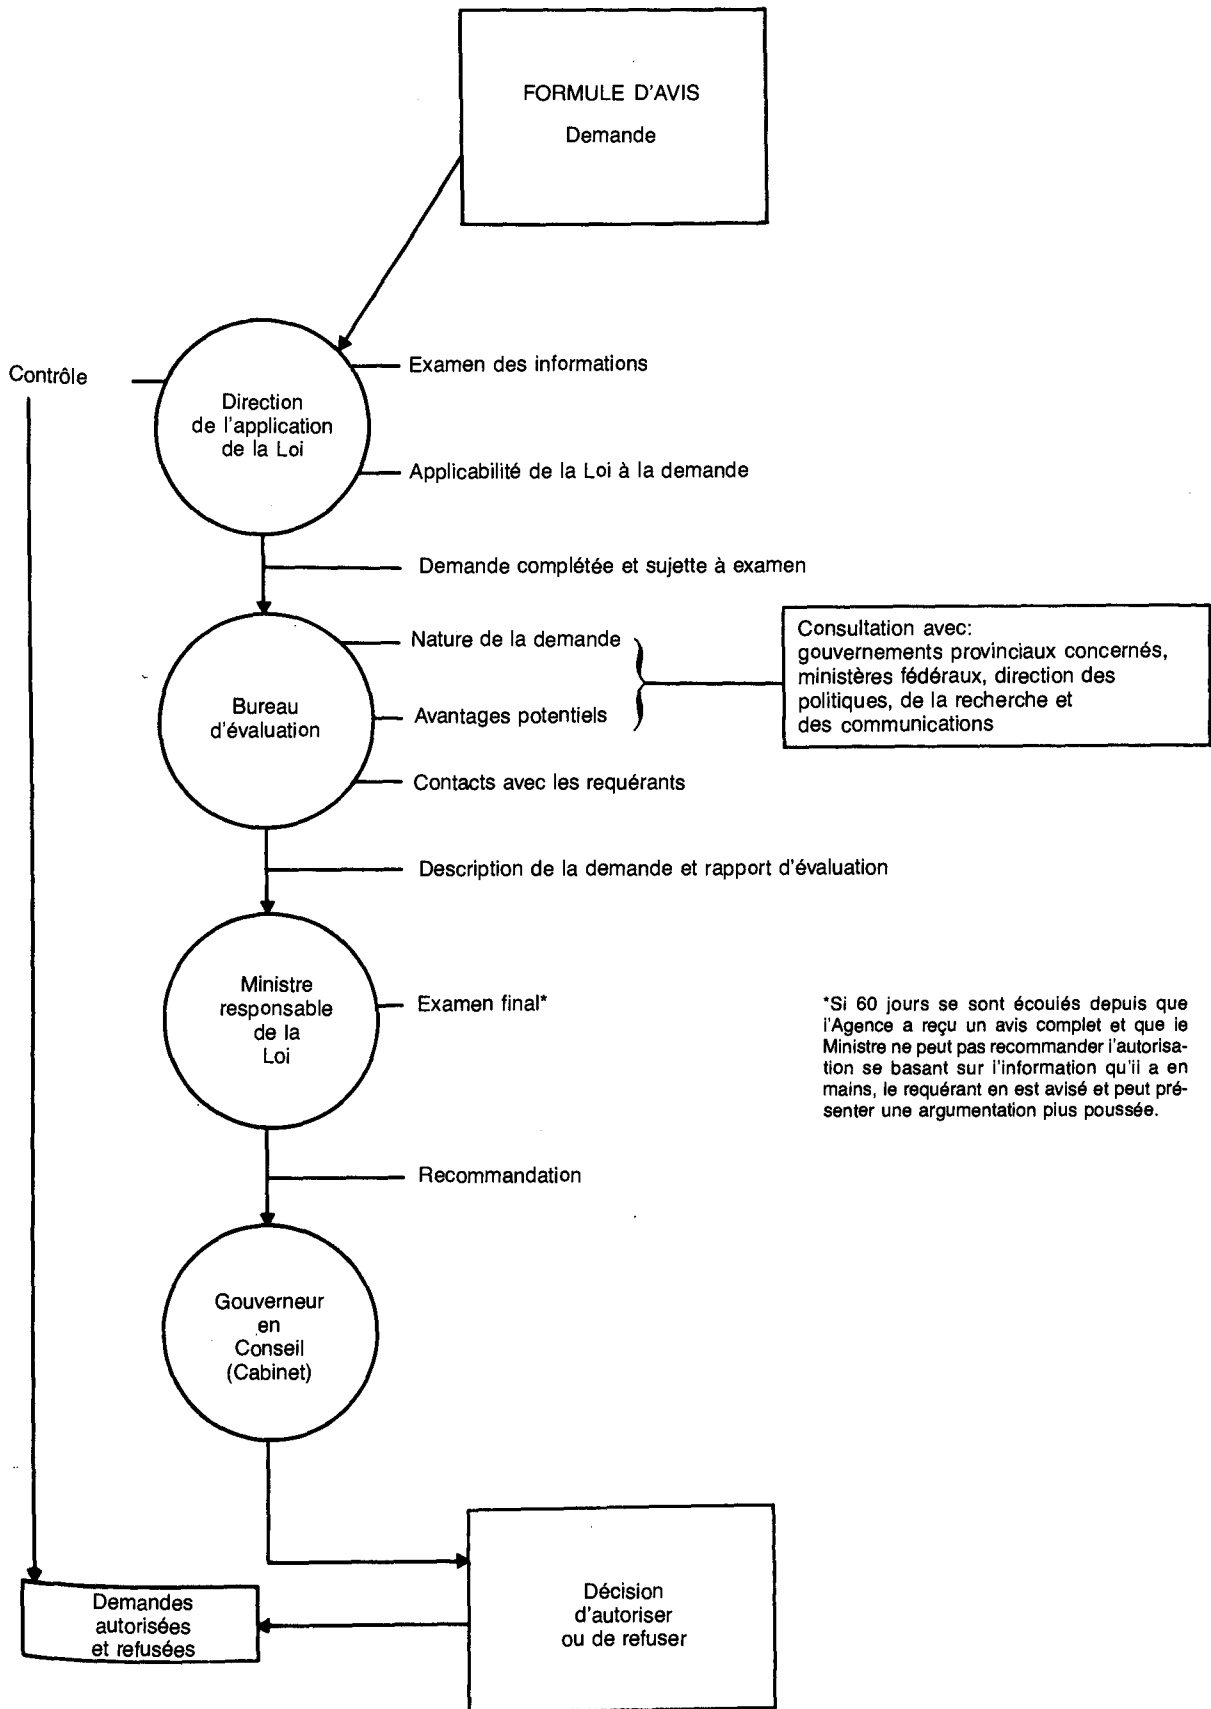 FORMULE D'AVIS
Demande
Contrôle
Examen des informations
Direction
de l'application
de la Loi
Applicabilité de la Loi à la demande
Demande complétée et sujette à examen
Nature de la demande
Consultation avec:
gouvernements provinciaux concernés,
ministères fédéraux, direction des
politiques, de la recherche et
des communications
Bureau
d'évaluation
Avantages potentiels
Contacts avec les requérants
Description de la demande et rapport d'évaluation
Ministre
responsable
de la
Loi
Examen final*
*Si 60 jours se sont écoulés depuis que
l'Agence a reçu un avis complet et que le
Ministre ne peut pas recommander l'autorisa-
tion se basant sur l'information qu'il a en
mains, le requérant en est avisé et peut pré-
senter une argumentation plus poussée.
Recommandation
Gouverneur
en
Conseil
(Cabinet)
Décision
d'autoriser
ou de refuser
Demandes
autorisées
et refusées